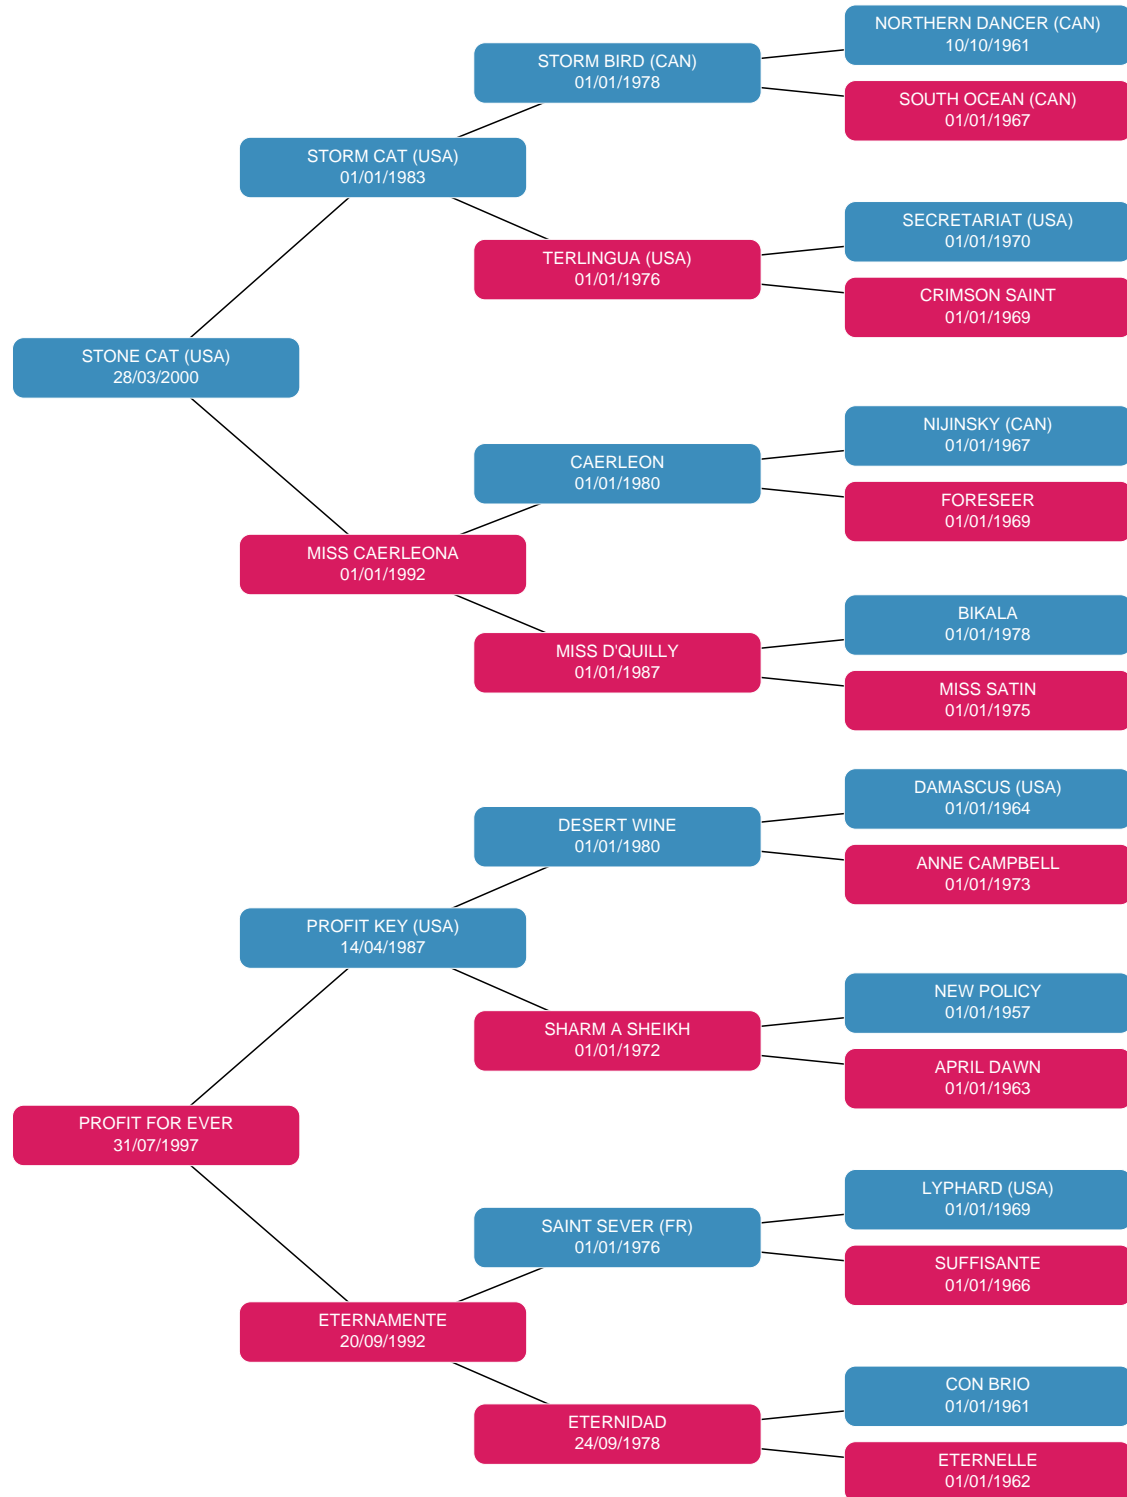 NORTHERN DANCER (CAN)
10/10/1961
STORM BIRD (CAN)
01/01/1978
SOUTH OCEAN (CAN)
01/01/1967
STORM CAT (USA)
01/01/1983
SECRETARIAT (USA)
01/01/1970
TERLINGUA (USA)
01/01/1976
CRIMSON SAINT
01/01/1969
STONE CAT (USA)
28/03/2000
NIJINSKY (CAN)
01/01/1967
CAERLEON
01/01/1980
FORESEER
01/01/1969
MISS CAERLEONA
01/01/1992
BIKALA
01/01/1978
MISS D'QUILLY
01/01/1987
MISS SATIN
01/01/1975
DAMASCUS (USA)
01/01/1964
DESERT WINE
01/01/1980
ANNE CAMPBELL
01/01/1973
PROFIT KEY (USA)
14/04/1987
NEW POLICY
01/01/1957
SHARM A SHEIKH
01/01/1972
APRIL DAWN
01/01/1963
PROFIT FOR EVER
31/07/1997
LYPHARD (USA)
01/01/1969
SAINT SEVER (FR)
01/01/1976
SUFFISANTE
01/01/1966
ETERNAMENTE
20/09/1992
CON BRIO
01/01/1961
ETERNIDAD
24/09/1978
ETERNELLE
01/01/1962